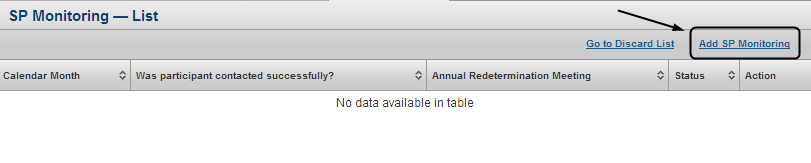 SP Monitoring — List
Go to Discard List Add SP Monitoring
Calendar Month Was participant contacted successfully? Annual Redetermination Meeting Status Action
No data available in table